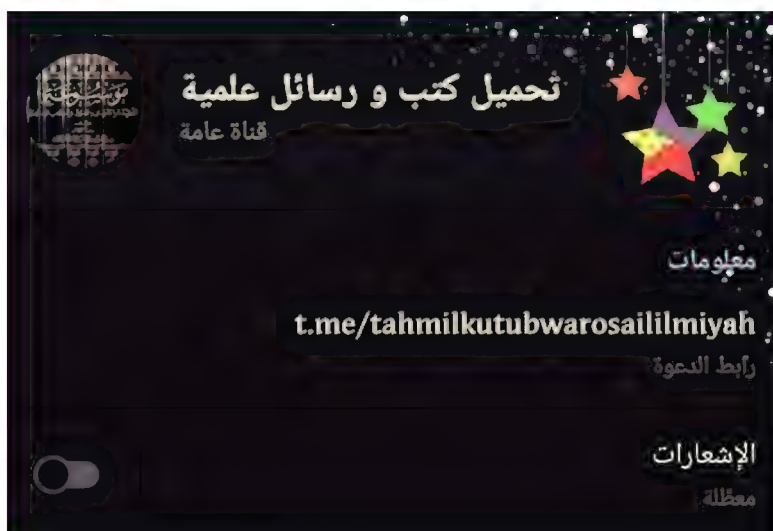 تحميل كتب و رسائل علمية
قناة عامة
معلومات
t.me/tahmilkutubwarosaililmiyah
رابط الدعوة
الإشعارات
معطلة